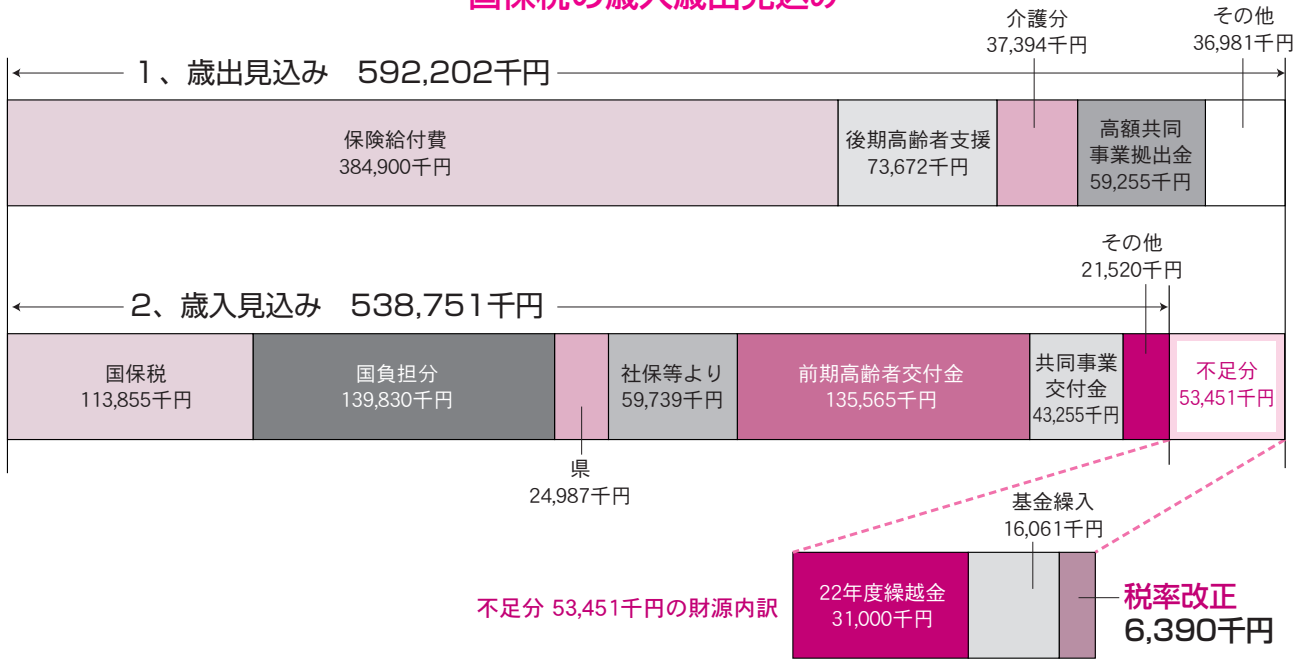 国保税の歳入歳出見込み
介護分
37,394千円
その他
36,981千円
1、歳出見込み　592,202千円
保険給付費
384,900千円
後期高齢者支援
73,672千円
高額共同
事業拠出金
59,255千円
その他
21,520千円
2、歳入見込み　538,751千円
国保税
113,855千円
国負担分
139,830千円
社保等より
59,739千円
前期高齢者交付金
135,565千円
共同事業
交付金
43,255千円
不足分
53,451千円
県
24,987千円
基金繰入
16,061千円
不足分 53,451千円の財源内訳
22年度繰越金
31,000千円
税率改正
6,390千円